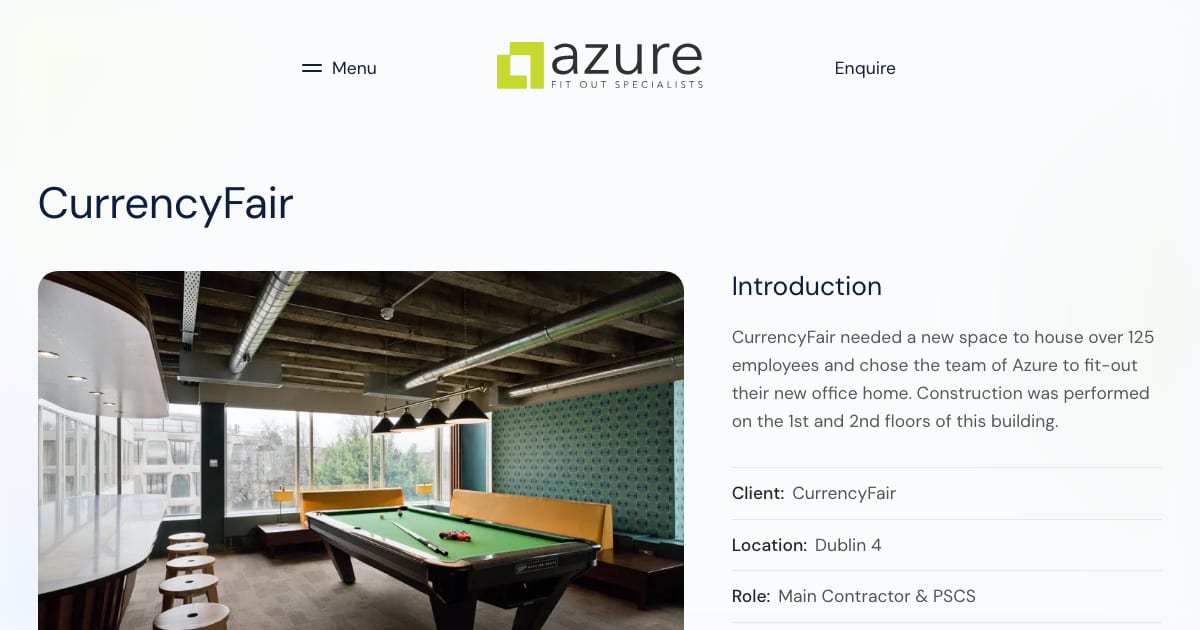 Menu
azure
FIT OUT SPECIALISTS
Enquire
CurrencyFair
Introduction
CurrencyFair needed a new space to house over 125
employees and chose the team of Azure to fit-out
their new office home. Construction was performed
on the 1st and 2nd floors of this building.
Client: CurrencyFair
Location: Dublin 4
Role: Main Contractor & PSCS